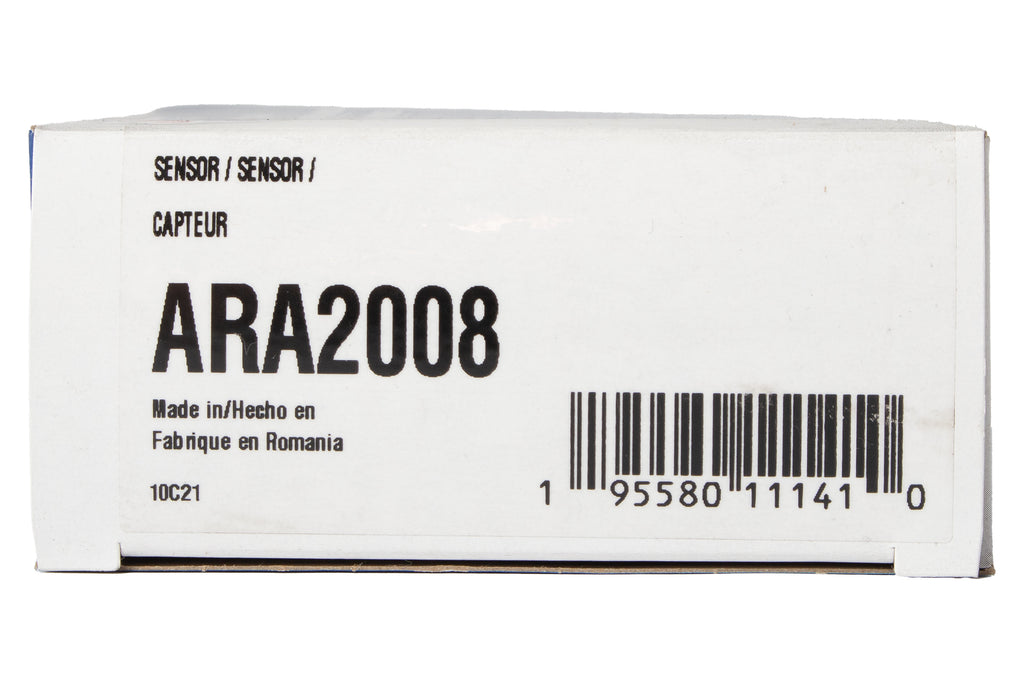 SENSOR / SENSOR /
CAPTEUR
ARA2008
Made in/Hecho en
Fabrique en Romania
10C21
1 95580 11141 0